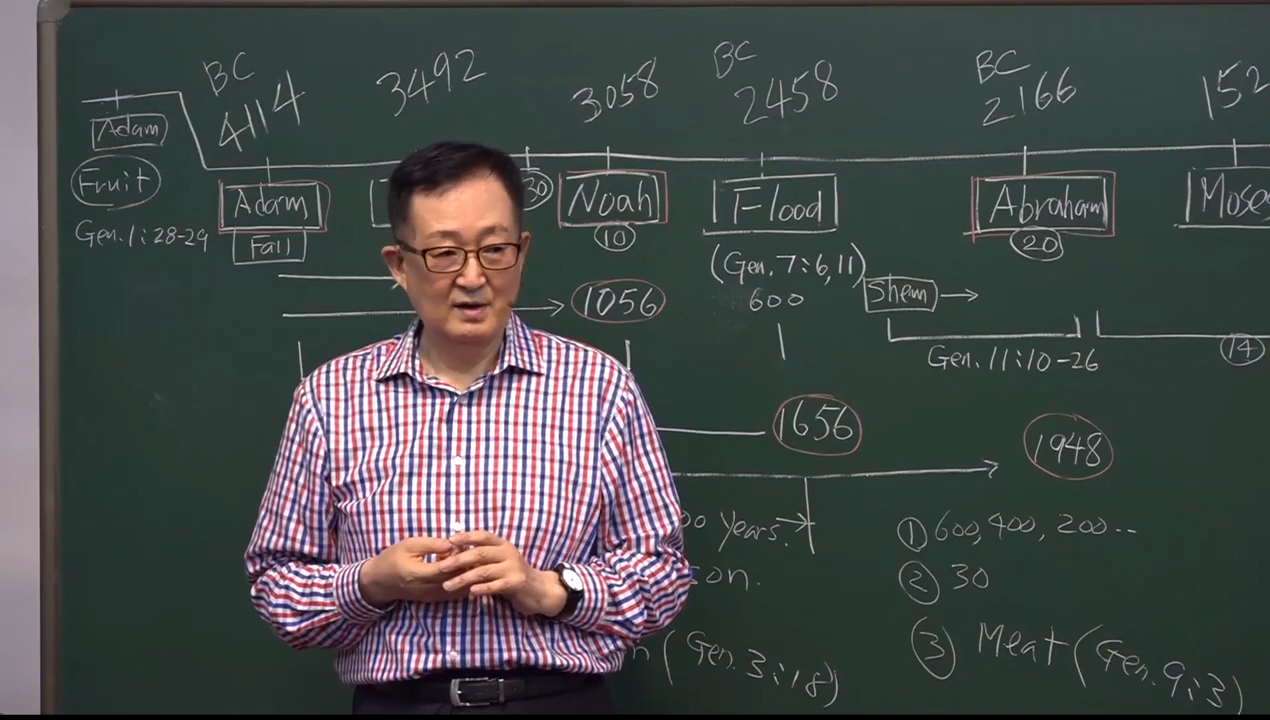 BC 4114 3492 3058 BC 2458 BC 2166 152
Adam
Fruit
Gen. 1:28-29
Adam 30 Noah Flood Abraham Moses
Fall 10 20
(Gen. 7:6, 11)
600
Shem →
→ 1056
Gen. 11:10-26 14
1656
→ 1948
00 Years. →
① 600, 400, 200..
② 30
(Gen. 3:18)
③ Meat (Gen. 9:3)